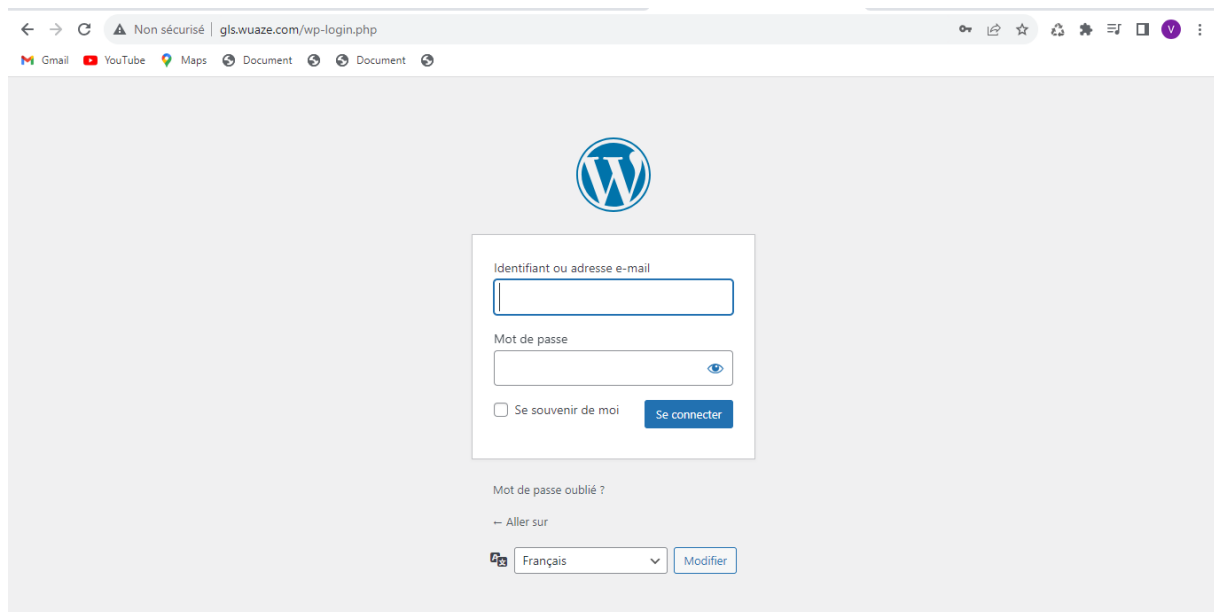 Non sécurisé gls.wuaze.com/wp-login.php
V
Gmail YouTube Maps Document Document
W
Identifiant ou adresse e-mail
Mot de passe
Se souvenir de moi Se connecter
Mot de passe oublié ?
← Aller sur
Français Modifier